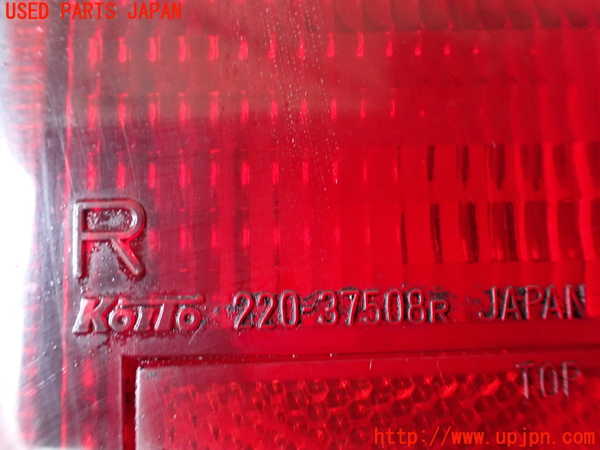 USED PARTS JAPAN
R
KOITO 220-37508R JAPAN
TOP
http://www.upjpn.com/